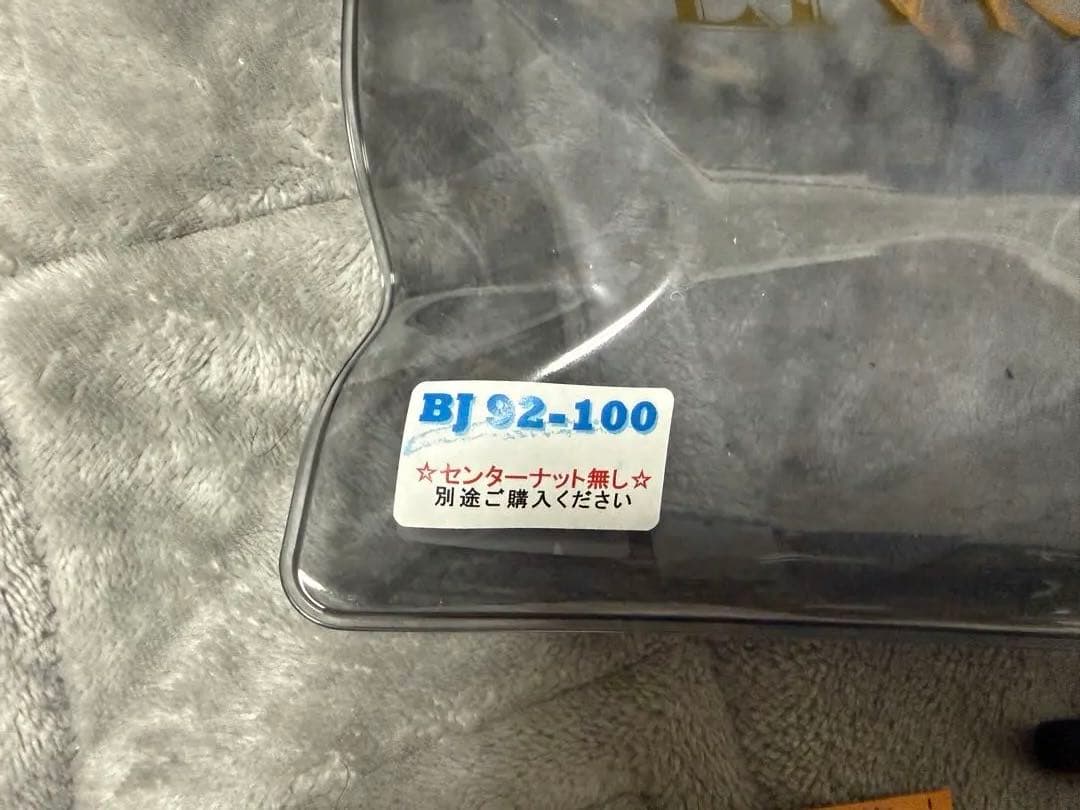 BJ 92-100
☆センターナット無し☆
別途ご購入ください